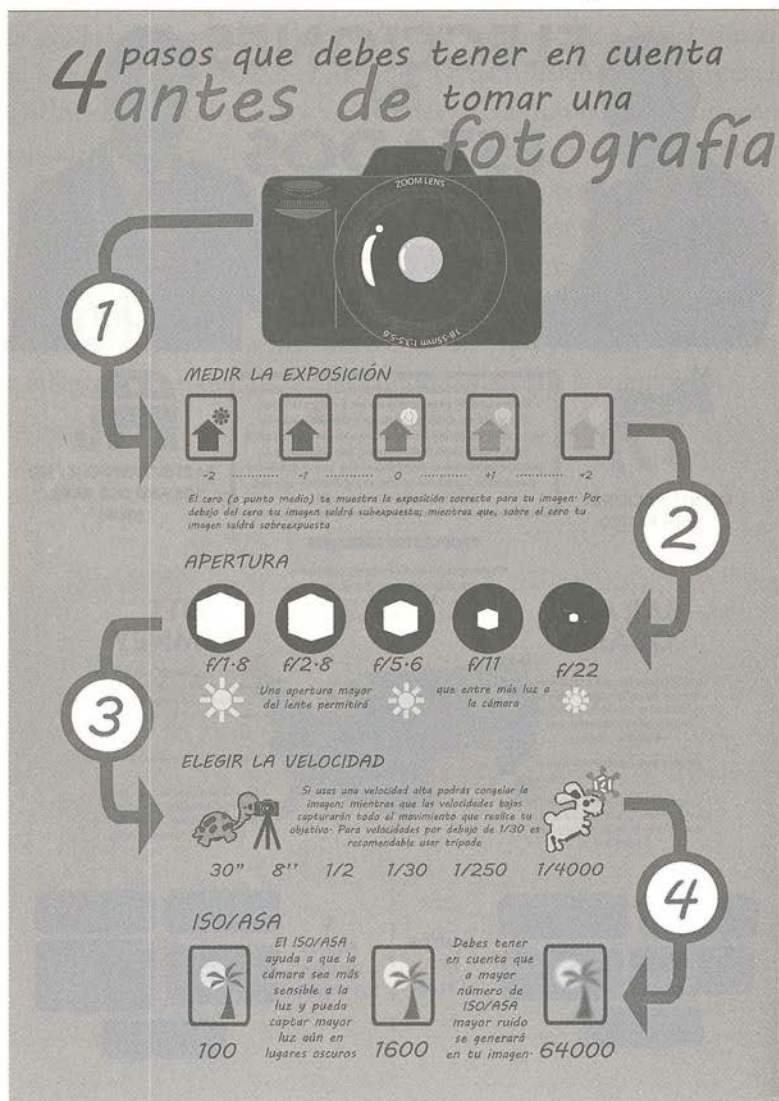 4 pasos que debes tener en cuenta
antes de tomar una
fotografía
ZOOM LENS
18-55mm 1:3.5-5.6
1
MEDIR LA EXPOSICIÓN
-2 -1 0 +1 +2
El cero (o punto medio) te muestra la exposición correcta para tu imagen. Por
debajo del cero tu imagen saldrá subexpuesta; mientras que, sobre el cero tu
imagen saldrá sobreexpuesta
2
APERTURA
f/1.8 f/2.8 f/5.6 f/11 f/22
Una apertura mayor
del lente permitirá
que entre más luz a
la cámara
3
ELEGIR LA VELOCIDAD
Si usas una velocidad alta podrás congelar la
imagen; mientras que las velocidades bajas
capturarán todo el movimiento que realice tu
objetivo. Para velocidades por debajo de 1/30 es
recomendable usar trípode
30" 8'' 1/2 1/30 1/250 1/4000
4
ISO/ASA
El ISO/ASA
ayuda a que la
cámara sea más
sensible a la
luz y pueda
captar mayor
luz aún en
lugares oscuros
Debes tener
en cuenta que
a mayor
número de
ISO/ASA
mayor ruido
se generará
en tu imagen.
100 1600 64000